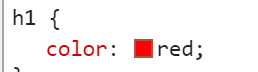 h1 {
color: red;
}